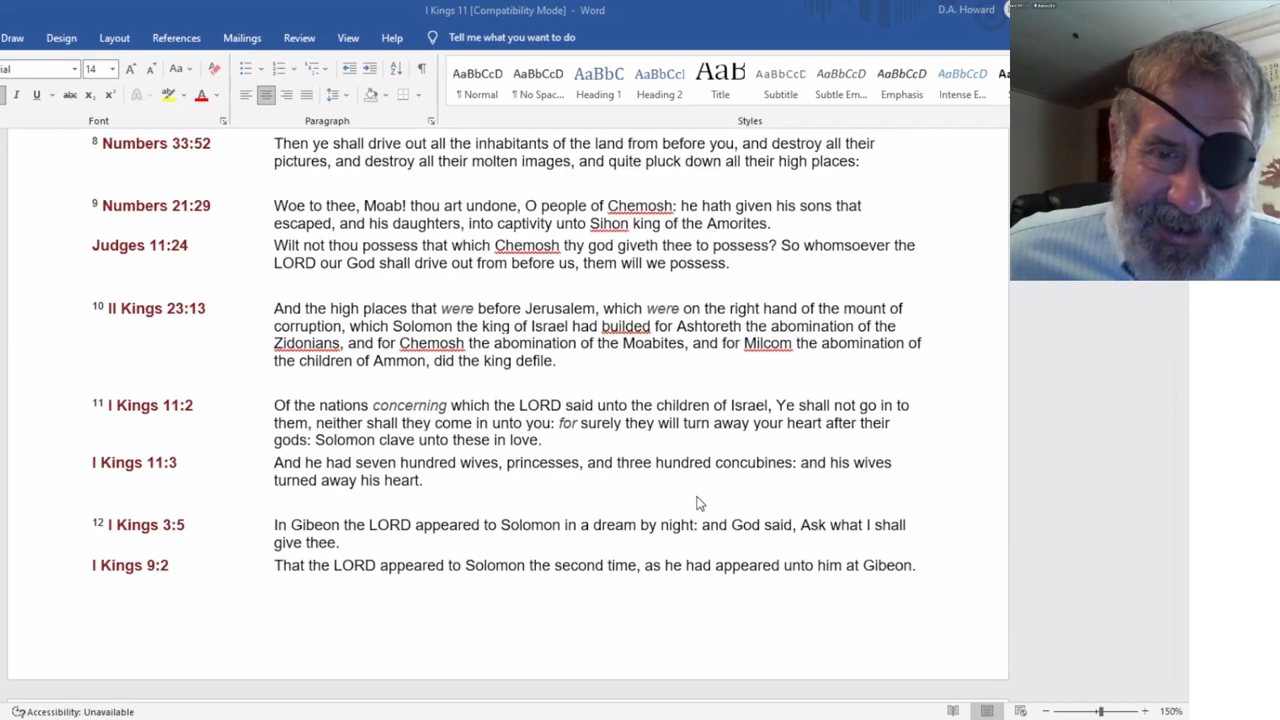 I Kings 11 [Compatibility Mode] - Word
D.A. Howard
Draw Design Layout References Mailings Review View Help Tell me what you want to do
ial 14 A A Aa A
I U abc x₂ x² A A
AaBbCcD AaBbCcD AaBbC AaBbCcI AaB AaBbCcD AaBbCcD AaBbCcD AaBbCcD
¶ Normal ¶ No Spac... Heading 1 Heading 2 Title Subtitle Subtle Em... Emphasis Intense E...
Font Paragraph Styles
8 Numbers 33:52 Then ye shall drive out all the inhabitants of the land from before you, and destroy all their
pictures, and destroy all their molten images, and quite pluck down all their high places:
9 Numbers 21:29 Woe to thee, Moab! thou art undone, O people of Chemosh: he hath given his sons that
escaped, and his daughters, into captivity unto Sihon king of the Amorites.
Judges 11:24 Wilt not thou possess that which Chemosh thy god giveth thee to possess? So whomsoever the
LORD our God shall drive out from before us, them will we possess.
10 II Kings 23:13 And the high places that were before Jerusalem, which were on the right hand of the mount of
corruption, which Solomon the king of Israel had builded for Ashtoreth the abomination of the
Zidonians, and for Chemosh the abomination of the Moabites, and for Milcom the abomination of
the children of Ammon, did the king defile.
11 I Kings 11:2 Of the nations concerning which the LORD said unto the children of Israel, Ye shall not go in to
them, neither shall they come in unto you: for surely they will turn away your heart after their
gods: Solomon clave unto these in love.
I Kings 11:3 And he had seven hundred wives, princesses, and three hundred concubines: and his wives
turned away his heart.
12 I Kings 3:5 In Gibeon the LORD appeared to Solomon in a dream by night: and God said, Ask what I shall
give thee.
I Kings 9:2 That the LORD appeared to Solomon the second time, as he had appeared unto him at Gibeon.
Accessibility: Unavailable
150%